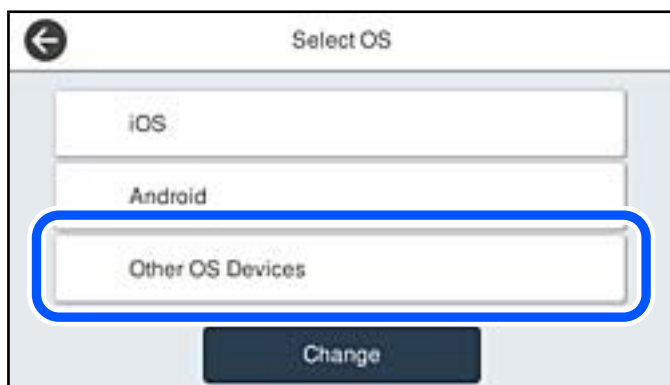 Select OS
iOS
Android
Other OS Devices
Change